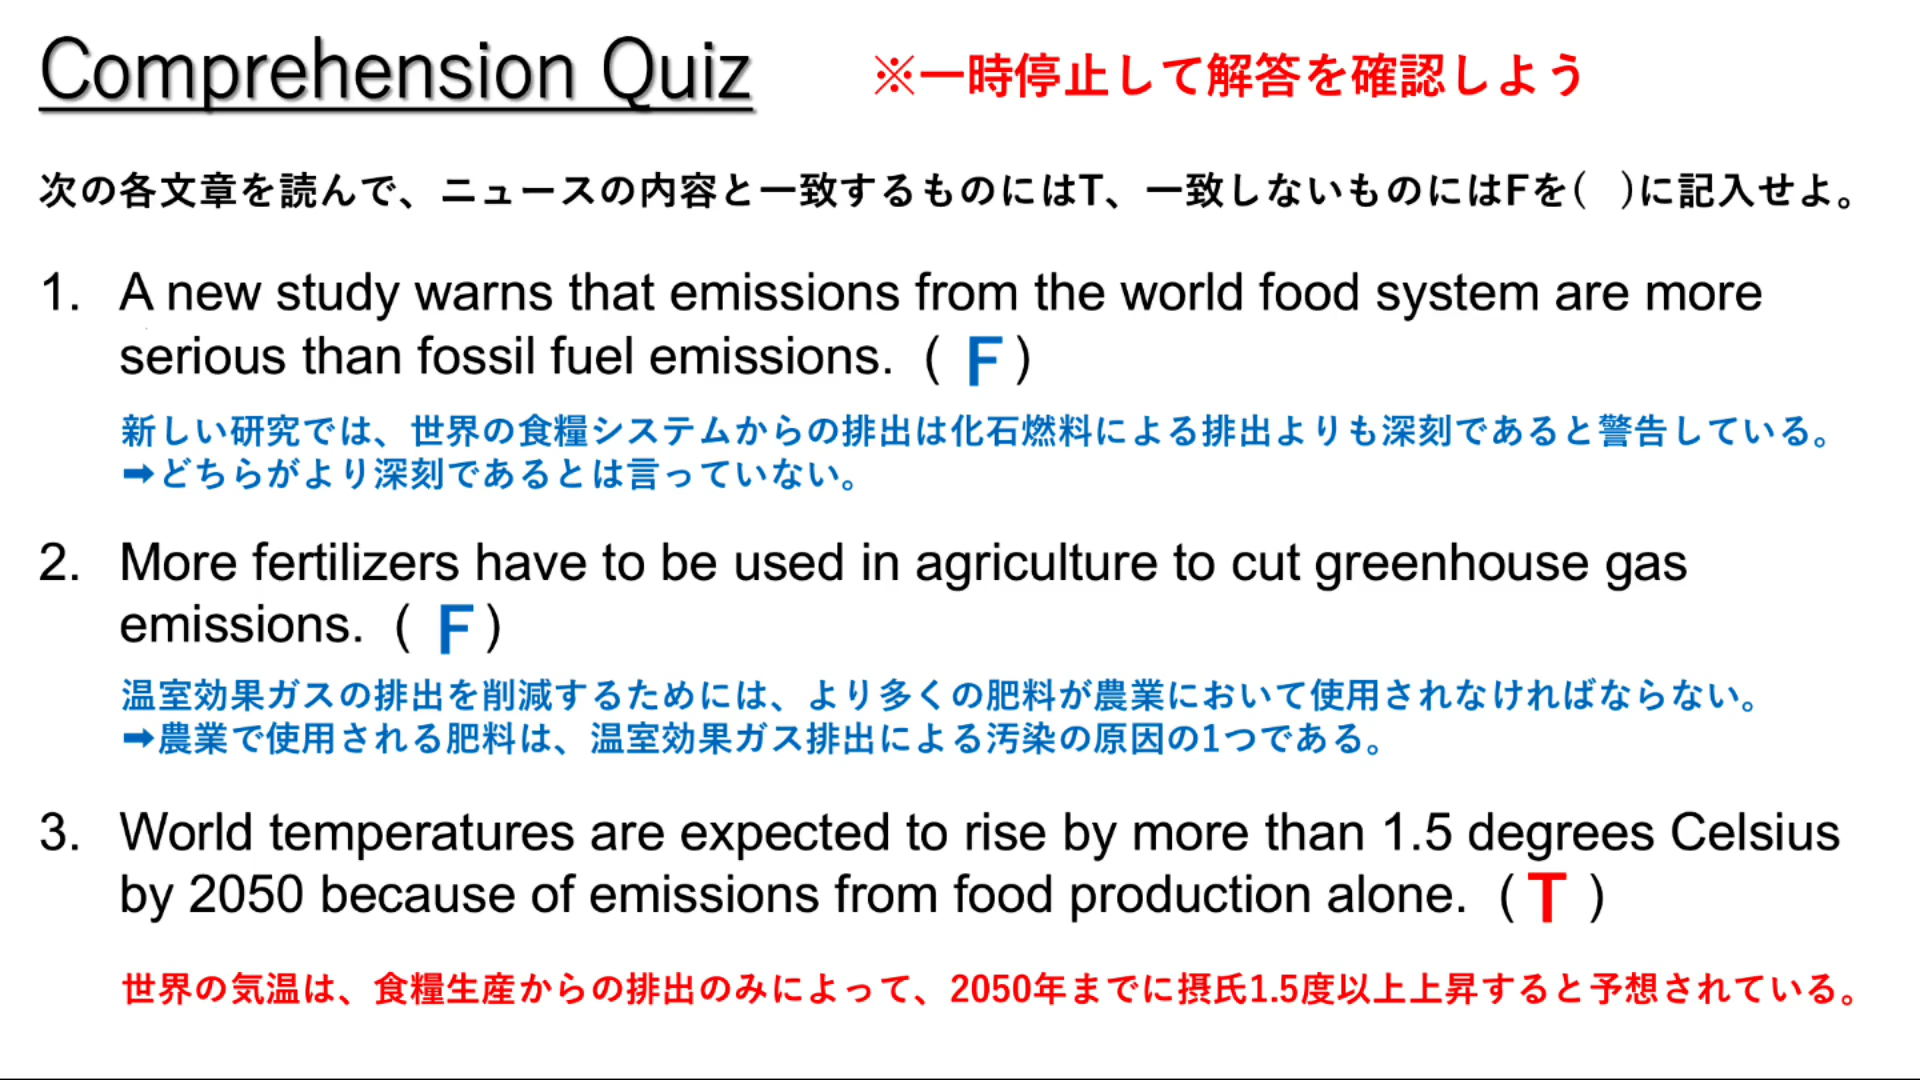 Comprehension Quiz
※一時停止して解答を確認しよう
次の各文章を読んで、ニュースの内容と一致するものにはT、一致しないものにはFを( )に記入せよ。
1. A new study warns that emissions from the world food system are more
serious than fossil fuel emissions. ( F )
新しい研究では、世界の食糧システムからの排出は化石燃料による排出よりも深刻であると警告している。
➡どちらがより深刻であるとは言っていない。
2. More fertilizers have to be used in agriculture to cut greenhouse gas
emissions. ( F )
温室効果ガスの排出を削減するためには、より多くの肥料が農業において使用されなければならない。
➡農業で使用される肥料は、温室効果ガス排出による汚染の原因の1つである。
3. World temperatures are expected to rise by more than 1.5 degrees Celsius
by 2050 because of emissions from food production alone. ( T )
世界の気温は、食糧生産からの排出のみによって、2050年までに摂氏1.5度以上上昇すると予想されている。